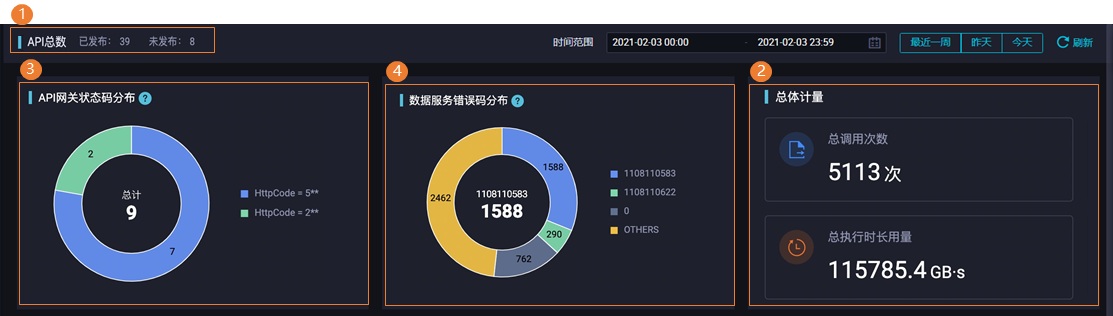 1
API总数 已发布: 39 未发布: 8
时间范围 2021-02-03 00:00 - 2021-02-03 23:59 最近一周 昨天 今天 刷新
3
API网关状态码分布 ?
2
总计
9
7
HttpCode = 5**
HttpCode = 2**
4
数据服务错误码分布 ?
1588
2462
1108110583
1588
290
762
1108110583
1108110622
0
OTHERS
2
总体计量
总调用次数
5113 次
总执行时长用量
115785.4 GB·s